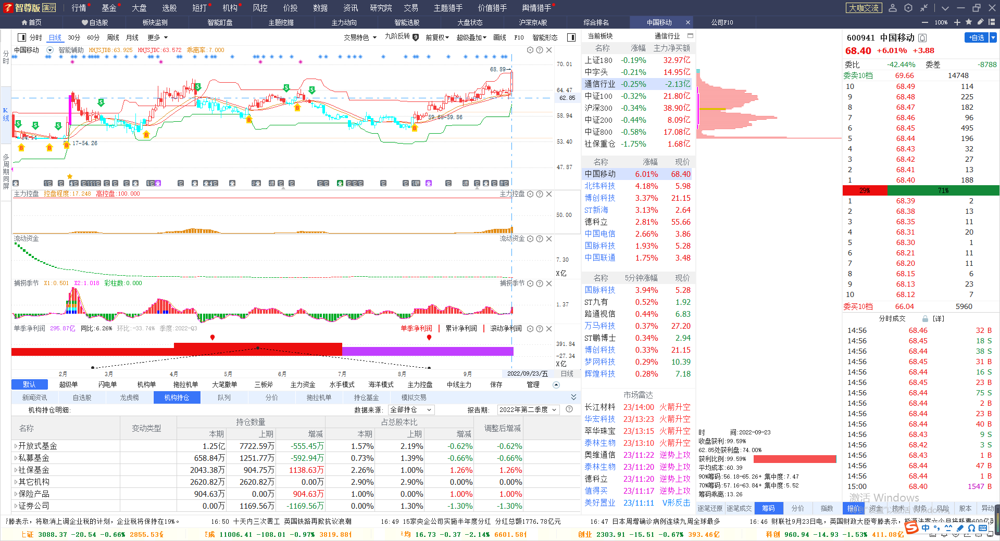 智尊版 演示 行情 基金 大盘 选股 短打 机构 风控 价投 数据 资讯 研究院 交易 主题猎手 价值猎手 舆情猎手 大咖交流
首页 自选股 板块监测 智能盯盘 主题挖掘 主力动向 智能选股 大盘状态 沪深京A股 综合排名 中国移动 × 公司F10 100%
分时 日线 30分 60分 周线 月线 更多 交易特色 九阶反转 9 前复权 超级叠加 画线 F10 智能形态
分时
K线
多周期同屏
中国移动 智能辅助 HHJSJDB:63.925 HHJSJDC:63.572 乖离率:7.000
68.89
59.68-59.86
17-54.26
70.01
64.47
62.85
58.94
53.40
47.87
主力控盘 控盘程度:17.248 高控盘:100.000 主力控盘
50.00
流动资金 流动资金
7.30
X亿
捕捞季节 X1:0.501 X2:1.018 彩柱数:0.000 捕捞季节
1.37
单季净利润 295.87亿 同比:6.26% 环比:-33.74% 季度:2022-Q3 单季净利润 累计净利润 滚动净利润
391.84
-27.34
X亿
2月 3月 4月 5月 6月 7月 8月 9月 2022/09/23/五 日线
默认 超级单 闪电单 机构单 拖拉机单 大笔撤单 三板斧 主力资金 水手模式 海洋模式 主力控盘 中线主力 保存 管理
新闻资讯 自选股 龙虎榜 机构持仓 队列 分价 拖拉机单 持仓基金 模拟交易
机构持仓明细: 数据来源: 全部持仓 报告期: 2022年第二季度
名称 变动类型 持仓数量 占总股本比 调整后增减
本期 上期 增减 本期 上期 增减
开放式基金 1.25亿 7722.59万 -555.45万 1.57% 2.19% -0.62% -0.62%
私募基金 658.84万 1251.77万 -592.94万 0.73% 1.39% -0.66% -0.66%
社保基金 2043.38万 904.75万 1138.63万 2.26% 1.00% 1.26% 1.26%
其它机构 2620.82万 2620.82万 0.00万 2.90% 2.90% 0.00% 0.00%
保险产品 904.63万 0.00万 904.63万 1.00% 0.00% 1.00% 1.00%
证券公司 0.00万 1169.56万 -1169.56万 0.00% 1.30% -1.30% -1.30%
当前板块 通信行业
名称 涨幅 主力净买额
上证180 -0.19% 32.97亿
中字头 -0.21% 14.95亿
通信行业 -0.25% -2.13亿
中证100 -0.32% 21.80亿
沪深300 -0.34% 38.90亿
中证200 -0.44% 8.09亿
中证800 -0.58% 17.08亿
社保重仓 -1.75% 1.68亿
名称 涨幅 现价
中国移动 6.01% 68.40
北纬科技 4.18% 5.98
博创科技 3.37% 21.15
ST新海 3.13% 2.64
德科立 2.81% 55.66
中国电信 2.66% 3.86
国脉科技 1.93% 5.28
中国联通 1.75% 3.48
名称 5分钟涨幅 现价
国脉科技 3.94% 5.28
ST九有 0.52% 1.92
路通视信 0.44% 6.83
万马科技 0.37% 27.20
ST鹏博士 0.34% 2.94
博创科技 0.33% 21.15
梦网科技 0.29% 10.39
辉煌科技 0.28% 7.18
市场雷达
长江材料 23/14:00 火箭升空
华宏科技 23/13:23 火箭升空
萃华珠宝 23/13:15 火箭升空
泰林生物 23/13:10 火箭升空
奥维通信 23/11:22 逆势上攻
泰林生物 23/11:20 逆势上攻
德科立 23/11:20 逆势上攻
值得买 23/11:17 逆势上攻
美好置业 23/11:11 V形反击
时 间:2022-09-23
收盘获利:99.59%
62.85处获利盘:74.00%
获利比例:99.59%
平均成本:60.39
90%筹码:56.18-65.26+ 集中度:7.47
70%筹码:57.16-63.84+ 集中度:5.52
筹码乖离:13.26
逐笔还原 逐笔成交 筹码 分价 指数
600941 中国移动 +自选
68.40 +6.01% +3.88
委比 -42.44% 委差 -8788
委卖10档 69.66 14748
10 68.49 114
9 68.48 225
8 68.47 182
7 68.46 96
6 68.45 495
5 68.44 196
4 68.43 32
3 68.42 27
2 68.41 13
1 68.40 188
29% 71%
1 68.39 2
2 68.38 13
3 68.35 11
4 68.31 20
5 68.30 1
6 68.21 11
7 68.20 11
8 68.15 6
9 68.13 23
10 68.12 7
委买10档 66.04 5960
分时成交 [详]
14:56 68.46 32 B
14:56 68.45 18 S
14:56 68.44 38 S
14:56 68.45 31 B
14:56 68.44 16 S
14:56 68.45 23 B
14:56 68.44 75 S
14:56 68.44 2 B
14:56 68.44 23 B
14:56 68.44 40 B
14:56 68.43 9 S
14:56 68.42 3 S
14:56 68.43 1 B
14:56 68.44 47 B
14:56 68.44 1 B
15:00 68.40 1547 B
激活 Windows
报价 资金 技术 财务 风险 股本 异动
夸滕表示，将取消上调企业税的计划，企业税将保持在19%。 16:50 十天内三次罢工 英国铁路再掀抗议浪潮 16:49 15家央企公司实施半年度分红 分红总额1776.78亿元 16:47 日本周增确诊病例连续九周全球最多 16:46 财联社9月23日电，英国财政大臣夸滕表示，能源法案六个月将耗费600亿英
上证 3088.37 -20.54 -0.66% 2855.53亿 成 11006.41 -108.01 -0.97% 3819.88亿 平均 16.73 -0.37 -2.14% 6601.58亿 创业 2303.91 -15.51 -0.67% 393.46亿 科创 960.94 -14.93 -1.53% 411.08亿
中